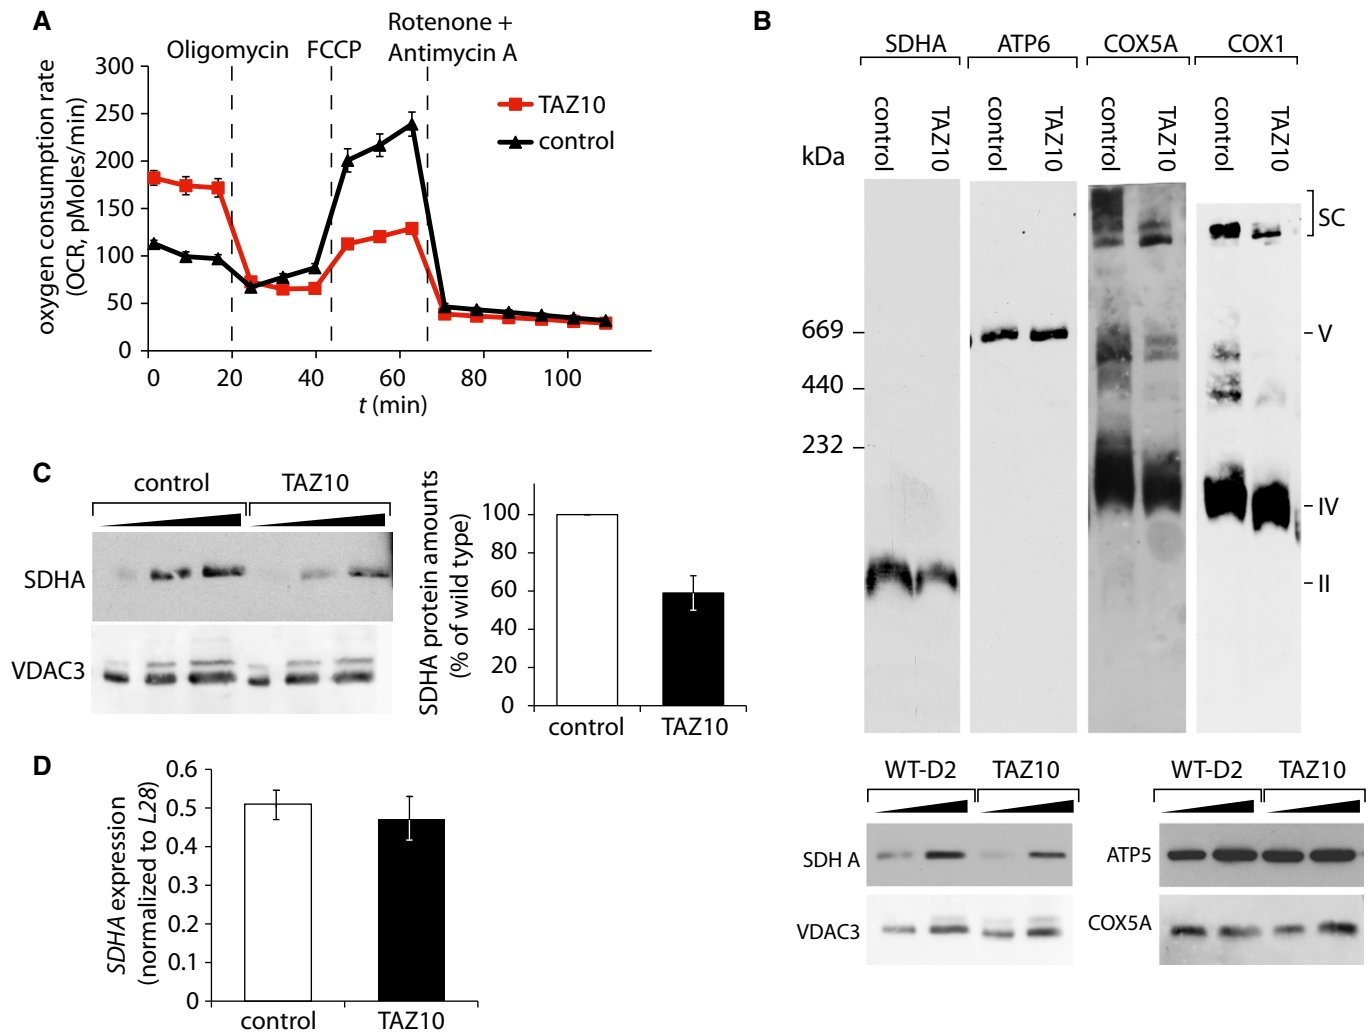 A
Oligomycin
FCCP
Rotenone +
Antimycin A
oxygen consumption rate
(OCR, pMoles/min)
300
250
200
150
100
50
0
0
20
40
60
80
100
t (min)
TAZ10
control
B
SDHA
ATP6
COX5A
COX1
control
TAZ10
control
TAZ10
control
TAZ10
control
TAZ10
kDa
669
440
232
SC
V
IV
II
WT-D2
TAZ10
SDH A
VDAC3
WT-D2
TAZ10
ATP5
COX5A
C
control
TAZ10
SDHA
VDAC3
SDHA protein amounts
(% of wild type)
100
80
60
40
20
0
control
TAZ10
D
SDHA expression
(normalized to L28)
0.6
0.5
0.4
0.3
0.2
0.1
0
control
TAZ10